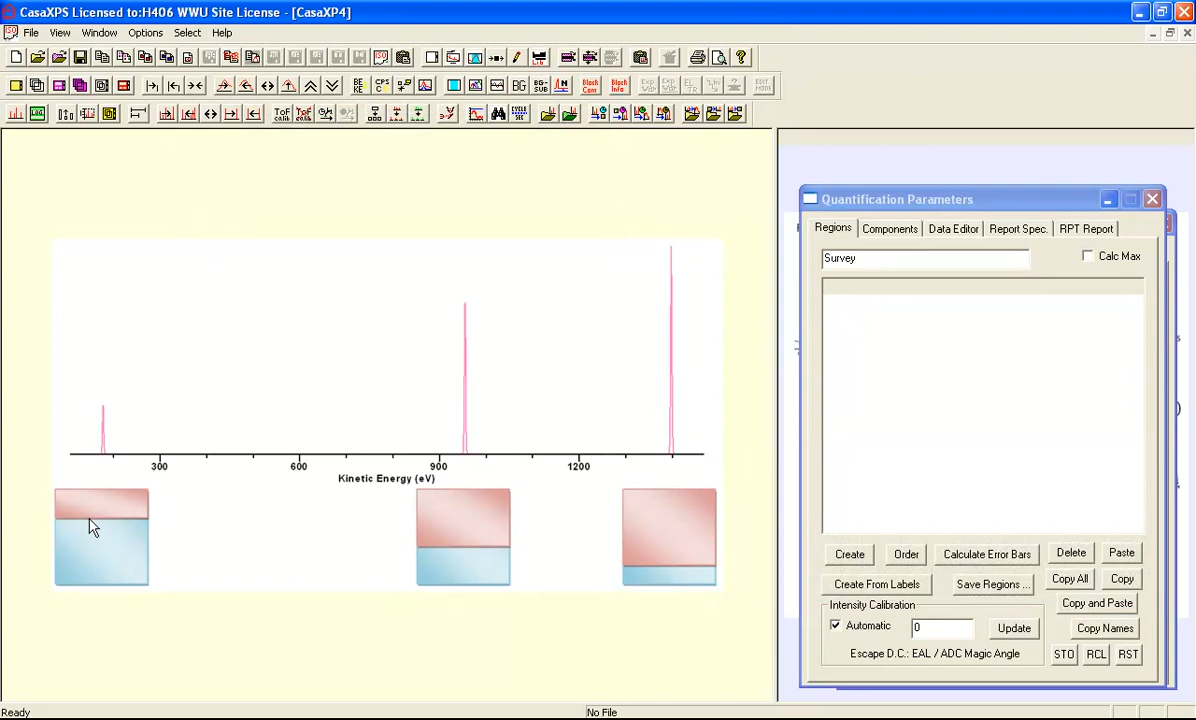 CasaXPS Licensed to:H406 WWU Site License - [CasaXP4]
File View Window Options Select Help
Quantification Parameters
Regions Components Data Editor Report Spec. RPT Report
Survey
Calc Max
300 600 900 1200
Kinetic Energy (eV)
Create Order Calculate Error Bars Delete Paste
Create From Labels Save Regions ... Copy All Copy
Intensity Calibration Copy and Paste
Automatic 0 Update Copy Names
Escape D.C.: EAL / ADC Magic Angle STO RCL RST
Ready No File